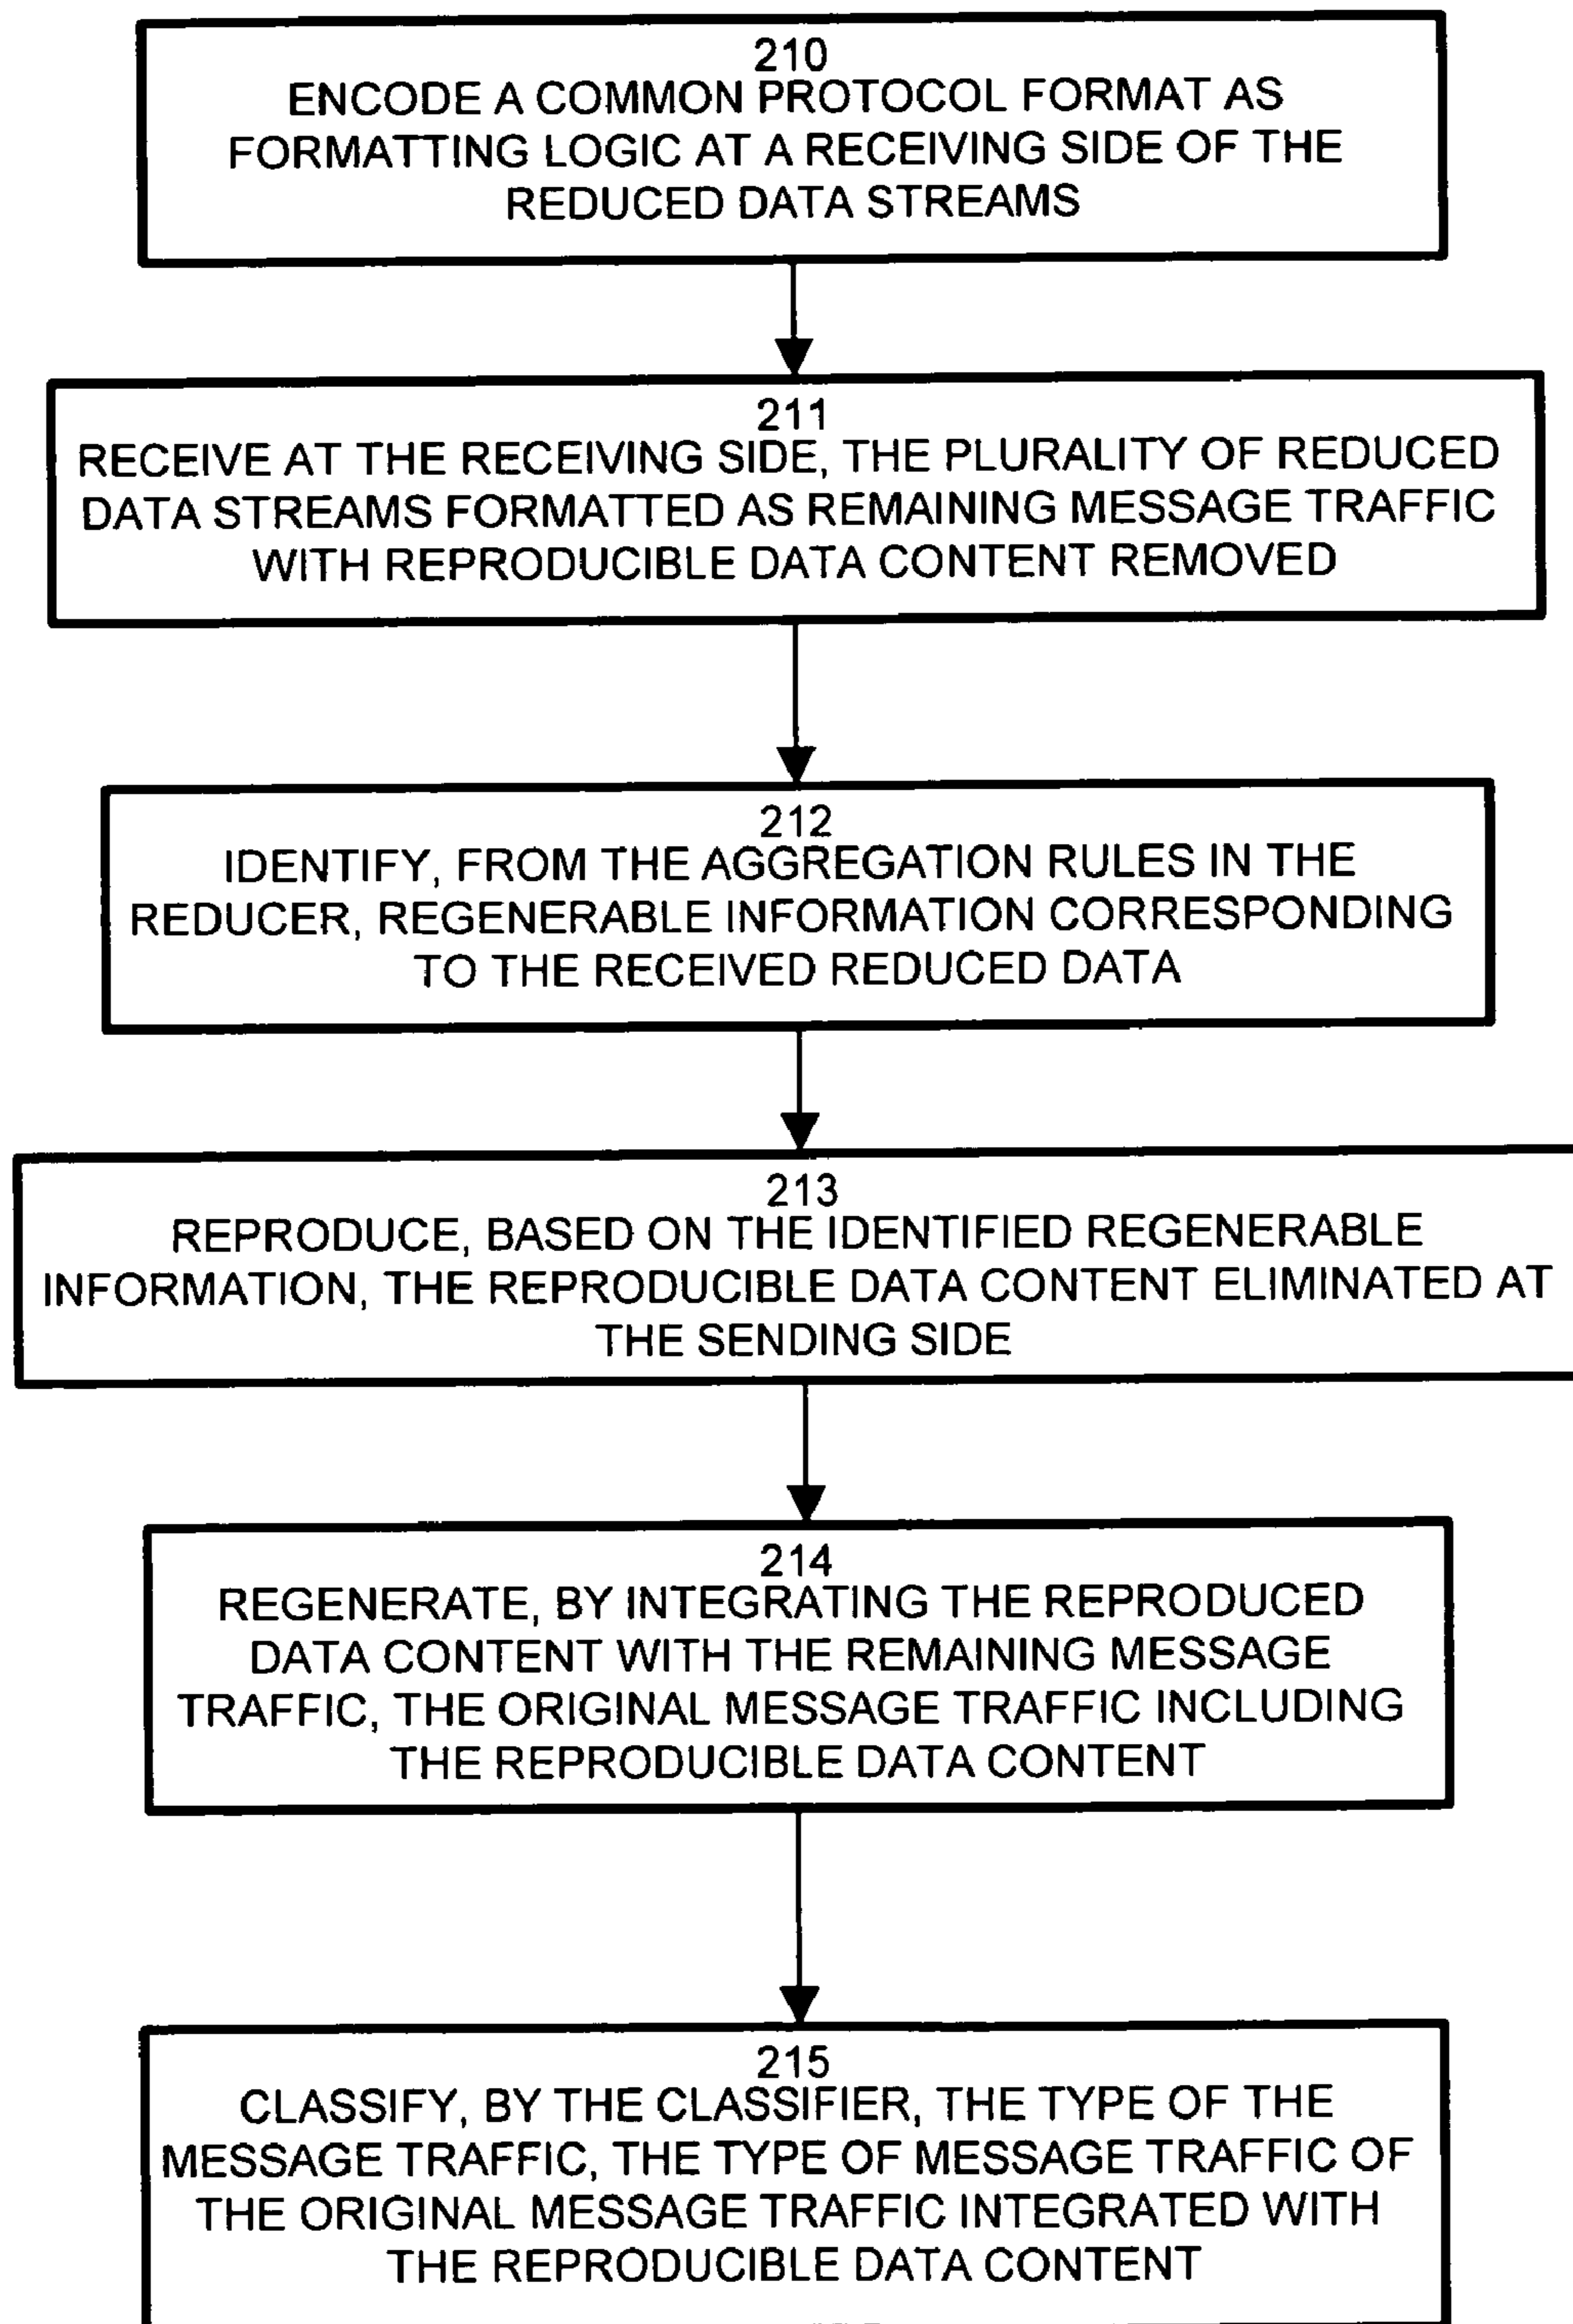 210
ENCODE A COMMON PROTOCOL FORMAT AS
FORMATTING LOGIC AT A RECEIVING SIDE OF THE
REDUCED DATA STREAMS
211
RECEIVE AT THE RECEIVING SIDE, THE PLURALITY OF REDUCED
DATA STREAMS FORMATTED AS REMAINING MESSAGE TRAFFIC
WITH REPRODUCIBLE DATA CONTENT REMOVED
212
IDENTIFY, FROM THE AGGREGATION RULES IN THE
REDUCER, REGENERABLE INFORMATION CORRESPONDING
TO THE RECEIVED REDUCED DATA
213
REPRODUCE, BASED ON THE IDENTIFIED REGENERABLE
INFORMATION, THE REPRODUCIBLE DATA CONTENT ELIMINATED AT
THE SENDING SIDE
214
REGENERATE, BY INTEGRATING THE REPRODUCED
DATA CONTENT WITH THE REMAINING MESSAGE
TRAFFIC, THE ORIGINAL MESSAGE TRAFFIC INCLUDING
THE REPRODUCIBLE DATA CONTENT
215
CLASSIFY, BY THE CLASSIFIER, THE TYPE OF THE
MESSAGE TRAFFIC, THE TYPE OF MESSAGE TRAFFIC OF
THE ORIGINAL MESSAGE TRAFFIC INTEGRATED WITH
THE REPRODUCIBLE DATA CONTENT